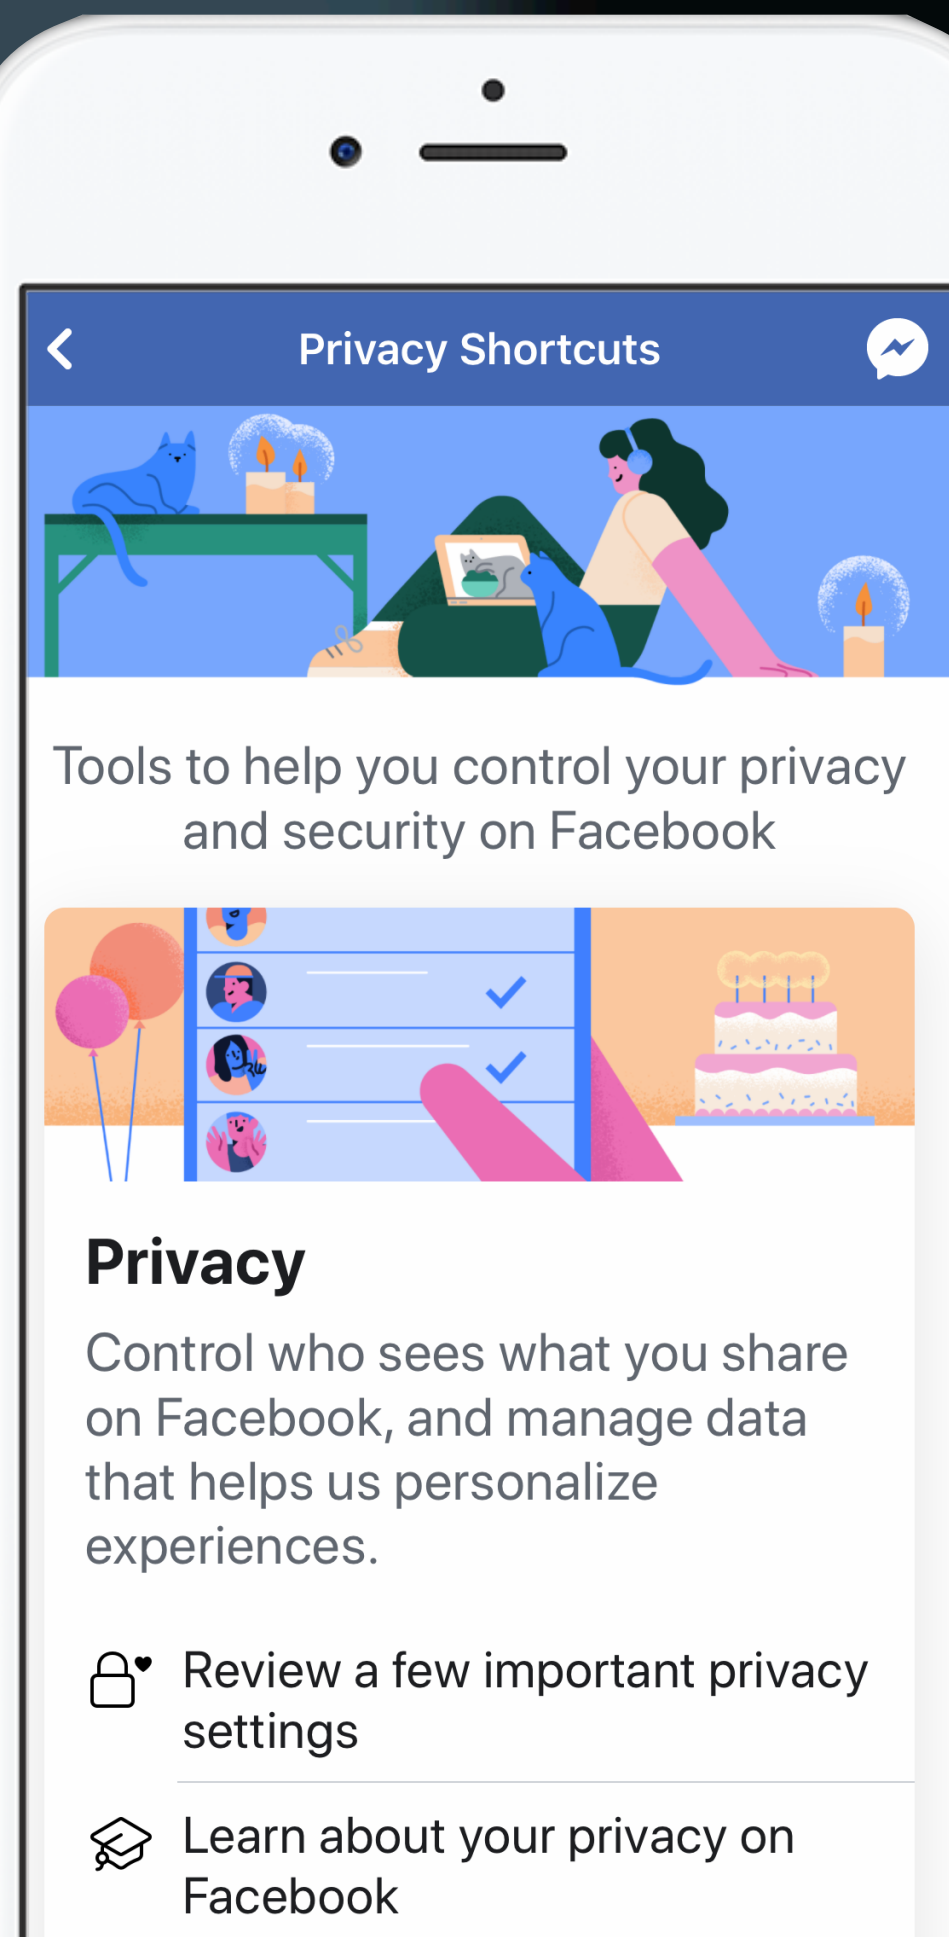 Privacy Shortcuts
Tools to help you control your privacy
and security on Facebook
Privacy
Control who sees what you share
on Facebook, and manage data
that helps us personalize
experiences.
Review a few important privacy
settings
Learn about your privacy on
Facebook